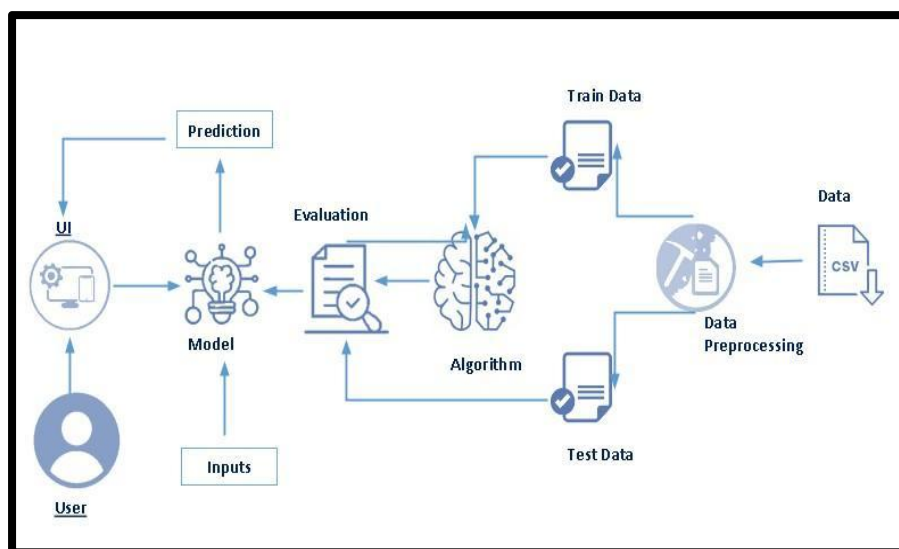 Train Data
Prediction
Data
Evaluation
UI
CSV
Data
Preprocessing
Model
Algorithm
Test Data
Inputs
User